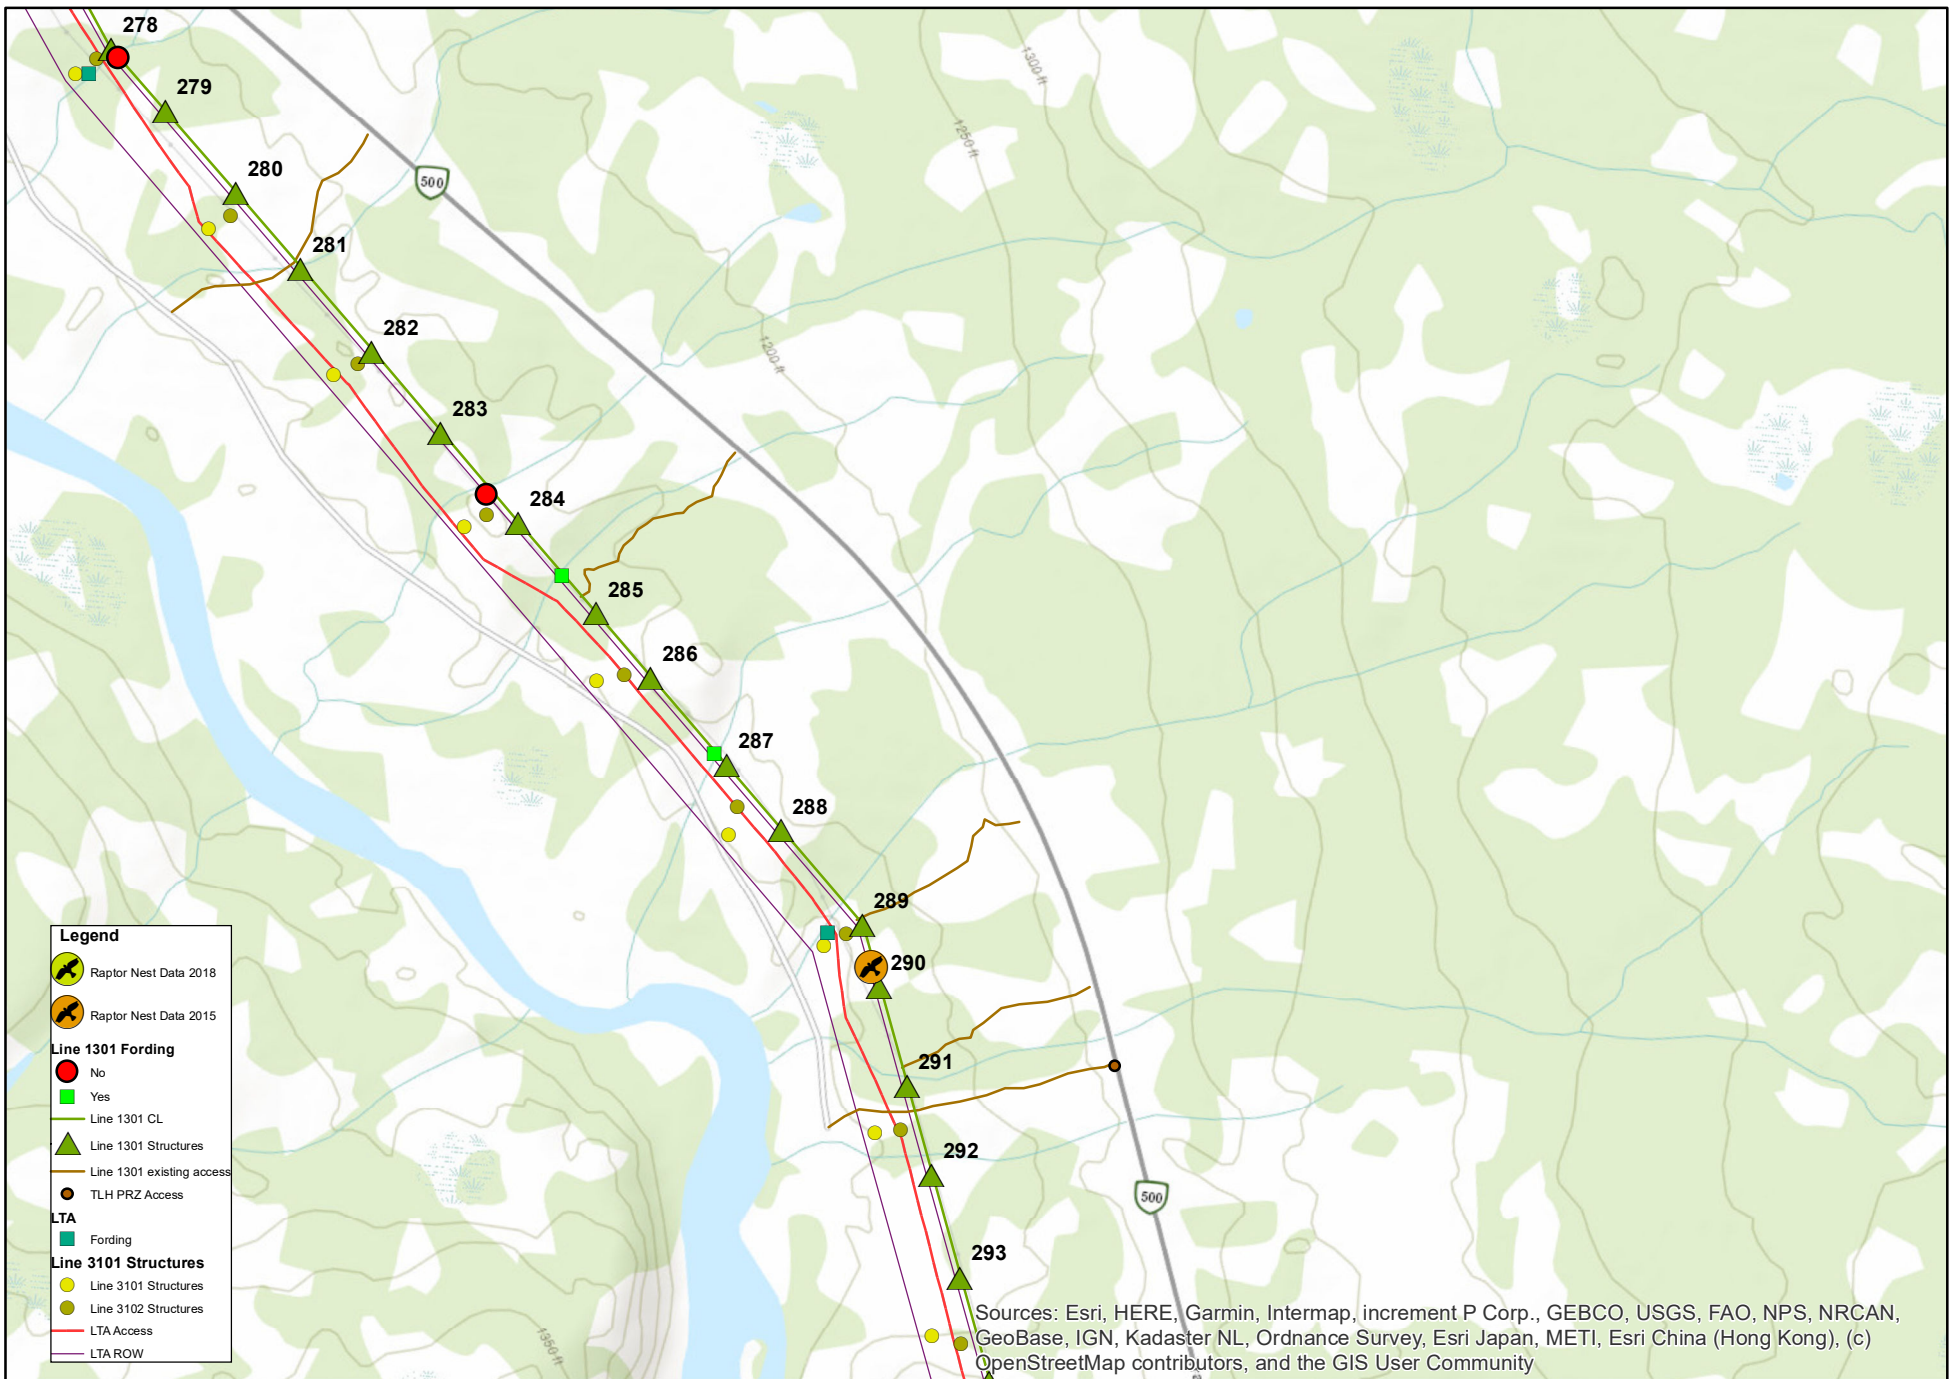 278
279
280
281
282
283
284
285
286
287
288
289
290
291
292
293
500
500
1300 ft
1250 ft
1200 ft
1350 ft
Legend
Raptor Nest Data 2018
Raptor Nest Data 2015
Line 1301 Fording
No
Yes
Line 1301 CL
Line 1301 Structures
Line 1301 existing access
TLH PRZ Access
LTA
Fording
Line 3101 Structures
Line 3101 Structures
Line 3102 Structures
LTA Access
LTA ROW
Sources: Esri, HERE, Garmin, Intermap, increment P Corp., GEBCO, USGS, FAO, NPS, NRCAN,
GeoBase, IGN, Kadaster NL, Ordnance Survey, Esri Japan, METI, Esri China (Hong Kong), (c)
OpenStreetMap contributors, and the GIS User Community